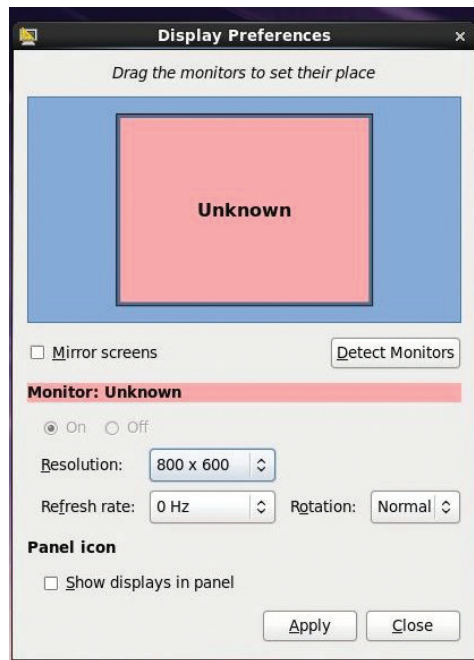 Display Preferences
Drag the monitors to set their place
Unknown
Mirror screens
Detect Monitors
Monitor: Unknown
On Off
Resolution: 800 x 600
Refresh rate: 0 Hz Rotation: Normal
Panel icon
Show displays in panel
Apply Close